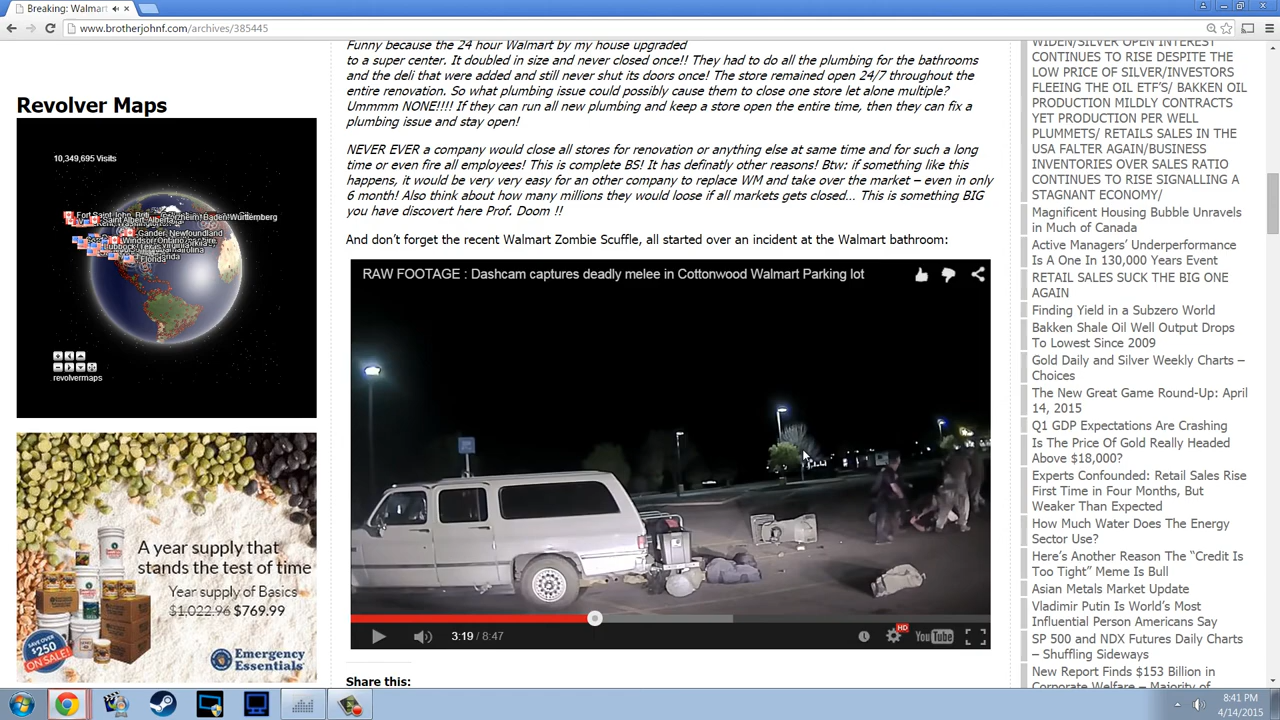 Breaking: Walmart
www.brotherjohnf.com/archives/385445
Revolver Maps
10,349,695 Visits
revolvermaps
A year supply that
stands the test of time
Year supply of Basics
$1,022.96 $769.99
SAVE OVER
$250
ON SALE!
Emergency
Essentials
Funny because the 24 hour Walmart by my house upgraded
to a super center. It doubled in size and never closed once!! They had to do all the plumbing for the bathrooms
and the deli that were added and still never shut its doors once! The store remained open 24/7 throughout the
entire renovation. So what plumbing issue could possibly cause them to close one store let alone multiple?
Ummmm NONE!!!! If they can run all new plumbing and keep a store open the entire time, then they can fix a
plumbing issue and stay open!
NEVER EVER a company would close all stores for renovation or anything else at same time and for such a long
time or even fire all employees! This is complete BS! It has definatly other reasons! Btw: if something like this
happens, it would be very very easy for an other company to replace WM and take over the market – even in only
6 month! Also think about how many millions they would loose if all markets gets closed... This is something BIG
you have discovert here Prof. Doom !!
And don't forget the recent Walmart Zombie Scuffle, all started over an incident at the Walmart bathroom:
RAW FOOTAGE : Dashcam captures deadly melee in Cottonwood Walmart Parking lot
3:19 / 8:47
HD
YouTube
Share this:
WIDEN/SILVER OPEN INTEREST
CONTINUES TO RISE DESPITE THE
LOW PRICE OF SILVER/INVESTORS
FLEEING THE OIL ETF'S/ BAKKEN OIL
PRODUCTION MILDLY CONTRACTS
YET PRODUCTION PER WELL
PLUMMETS/ RETAILS SALES IN THE
USA FALTER AGAIN/BUSINESS
INVENTORIES OVER SALES RATIO
CONTINUES TO RISE SIGNALLING A
STAGNANT ECONOMY/
Magnificent Housing Bubble Unravels
in Much of Canada
Active Managers' Underperformance
Is A One In 130,000 Years Event
RETAIL SALES SUCK THE BIG ONE
AGAIN
Finding Yield in a Subzero World
Bakken Shale Oil Well Output Drops
To Lowest Since 2009
Gold Daily and Silver Weekly Charts –
Choices
The New Great Game Round-Up: April
14, 2015
Q1 GDP Expectations Are Crashing
Is The Price Of Gold Really Headed
Above $18,000?
Experts Confounded: Retail Sales Rise
First Time in Four Months, But
Weaker Than Expected
How Much Water Does The Energy
Sector Use?
Here's Another Reason The "Credit Is
Too Tight" Meme Is Bull
Asian Metals Market Update
Vladimir Putin Is World's Most
Influential Person Americans Say
SP 500 and NDX Futures Daily Charts
– Shuffling Sideways
New Report Finds $153 Billion in
Corporate Welfare – Majority of
8:41 PM
4/14/2015